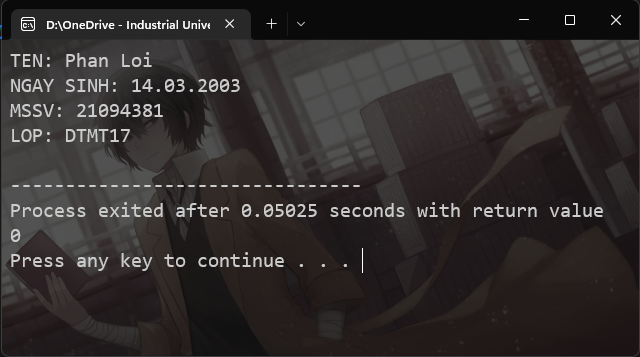 D:\OneDrive - Industrial Unive
TEN: Phan Loi
NGAY SINH: 14.03.2003
MSSV: 21094381
LOP: DTMT17
--------------------------------
Process exited after 0.05025 seconds with return value
0
Press any key to continue . . .